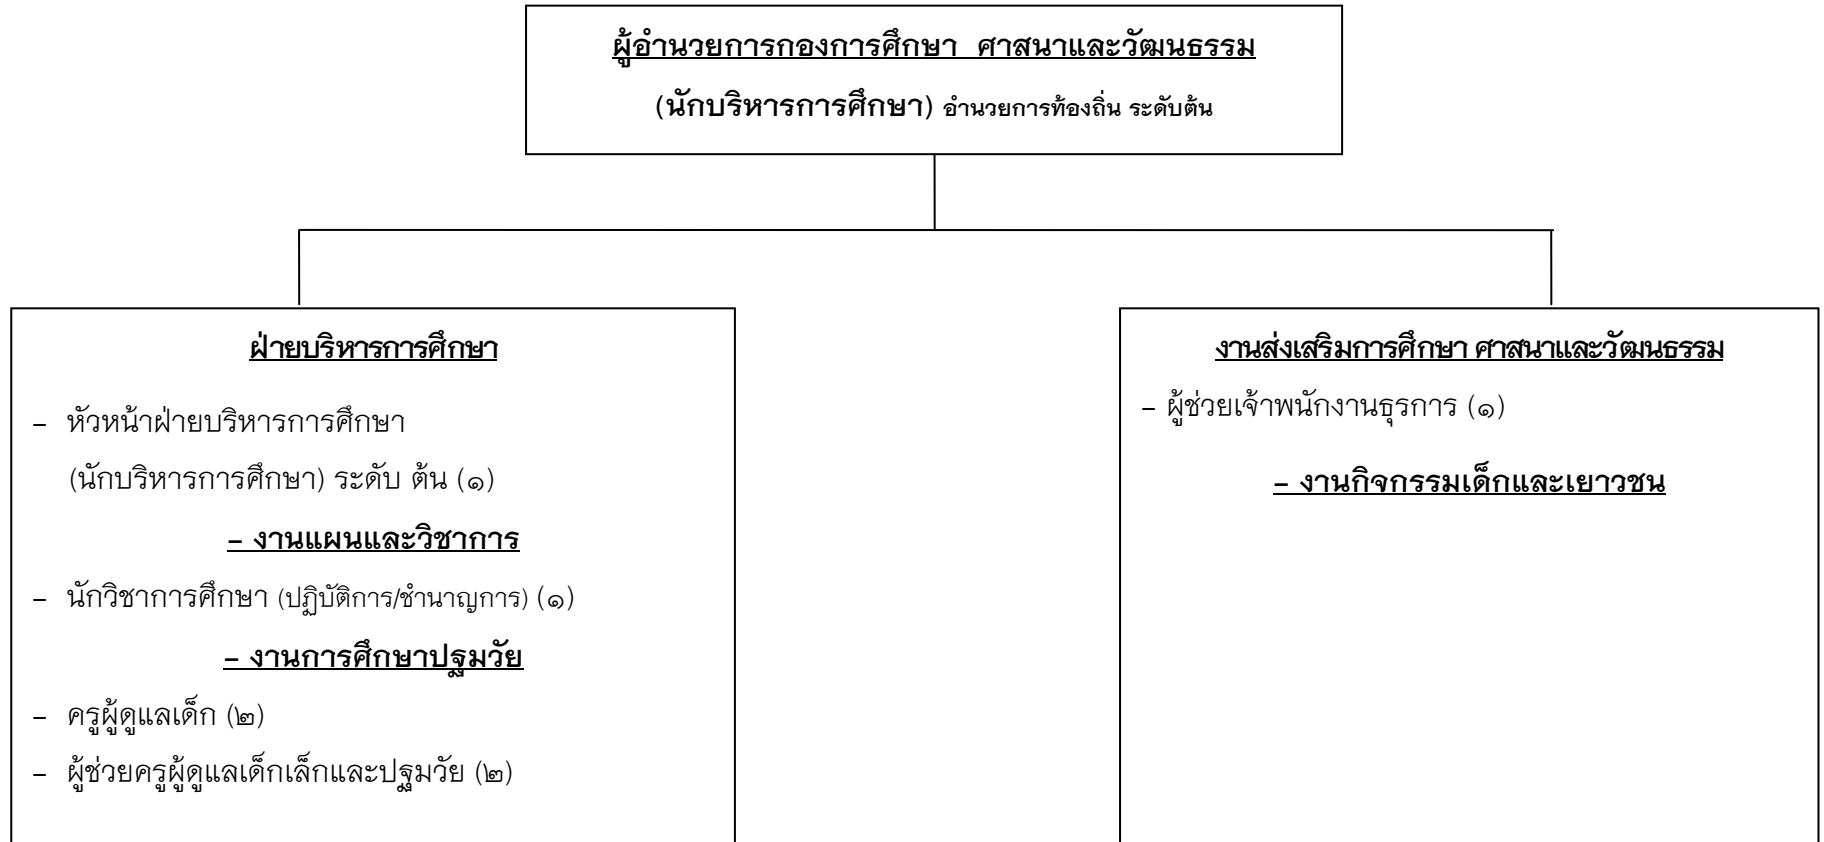 ผู้อำนวยการกองการศึกษา ศาสนาและวัฒนธรรม
(นักบริหารการศึกษา) อำนวยการท้องถิ่น ระดับต้น
ฝ่ายบริหารการศึกษา
– หัวหน้าฝ่ายบริหารการศึกษา
(นักบริหารการศึกษา) ระดับ ต้น (๑)
– งานแผนและวิชาการ
– นักวิชาการศึกษา (ปฏิบัติการ/ชำนาญการ) (๑)
– งานการศึกษาปฐมวัย
– ครูผู้ดูแลเด็ก (๒)
– ผู้ช่วยครูผู้ดูแลเด็กเล็กและปฐมวัย (๒)
งานส่งเสริมการศึกษา ศาสนาและวัฒนธรรม
– ผู้ช่วยเจ้าพนักงานธุรการ (๑)
– งานกิจกรรมเด็กและเยาวชน